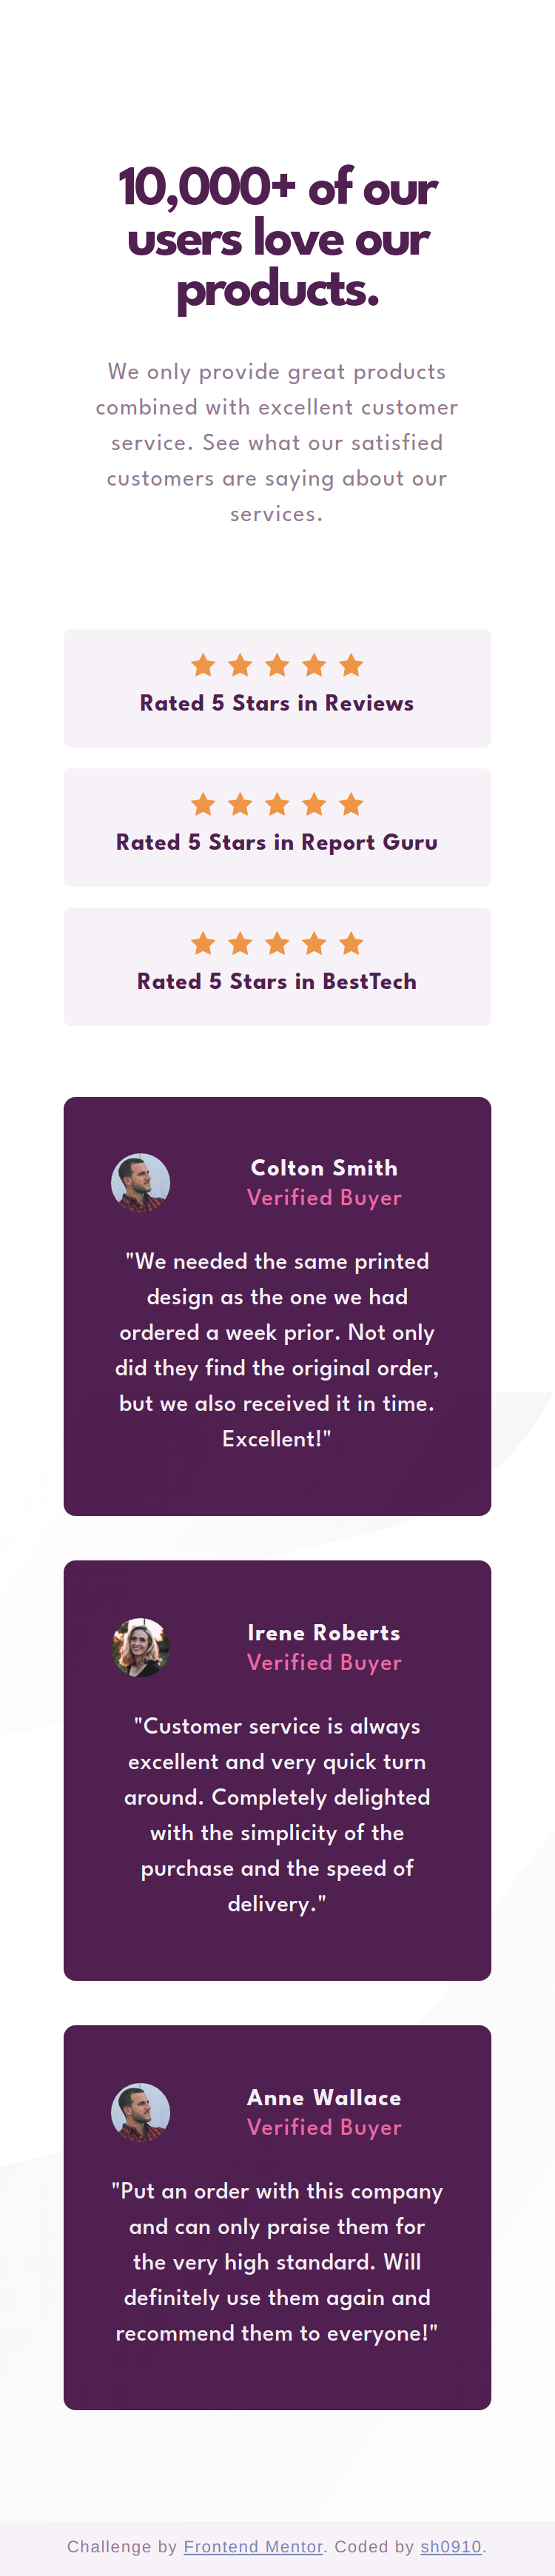 10,000+ of our
users love our
products.
We only provide great products
combined with excellent customer
service. See what our satisfied
customers are saying about our
services.
Rated 5 Stars in Reviews
Rated 5 Stars in Report Guru
Rated 5 Stars in BestTech
Colton Smith
Verified Buyer
"We needed the same printed
design as the one we had
ordered a week prior. Not only
did they find the original order,
but we also received it in time.
Excellent!"
Irene Roberts
Verified Buyer
"Customer service is always
excellent and very quick turn
around. Completely delighted
with the simplicity of the
purchase and the speed of
delivery."
Anne Wallace
Verified Buyer
"Put an order with this company
and can only praise them for
the very high standard. Will
definitely use them again and
recommend them to everyone!"
Challenge by Frontend Mentor. Coded by sh0910.